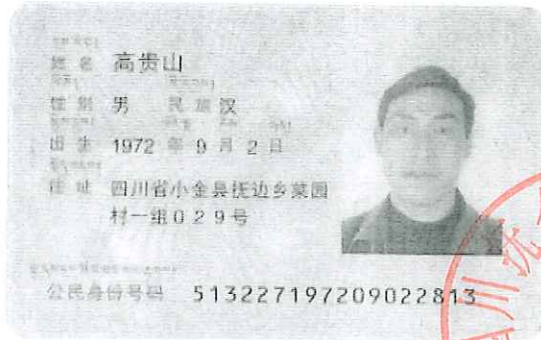 姓名 高贵山
性别 男 民族 汉
出生 1972 年 9 月 2 日
住址 四川省小金县抚边乡菜园
村一组029号
公民身份号码 513227197209022813
四川